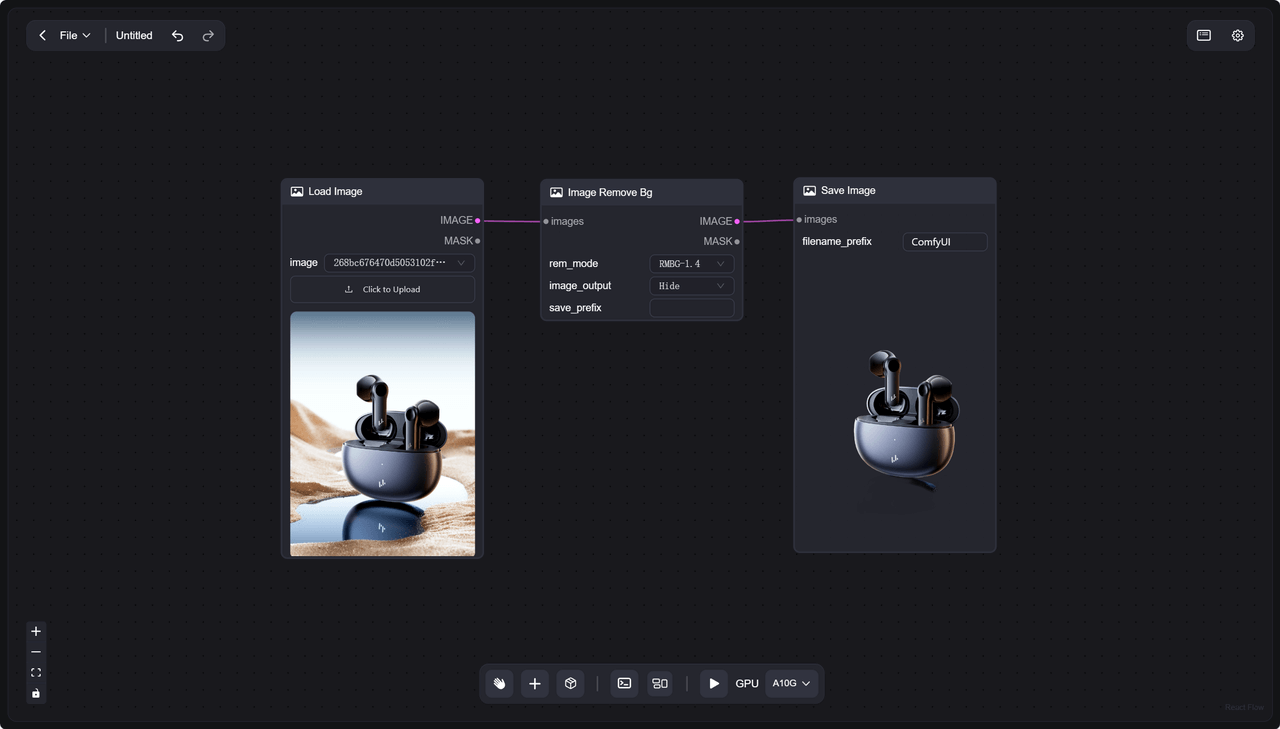 File
Untitled
Load Image
IMAGE
MASK
image 268bc676470d5053102f···
Click to Upload
Image Remove Bg
images IMAGE
MASK
rem_mode RMBG-1.4
image_output Hide
save_prefix
Save Image
images
filename_prefix ComfyUI
GPU A10G
React Flow